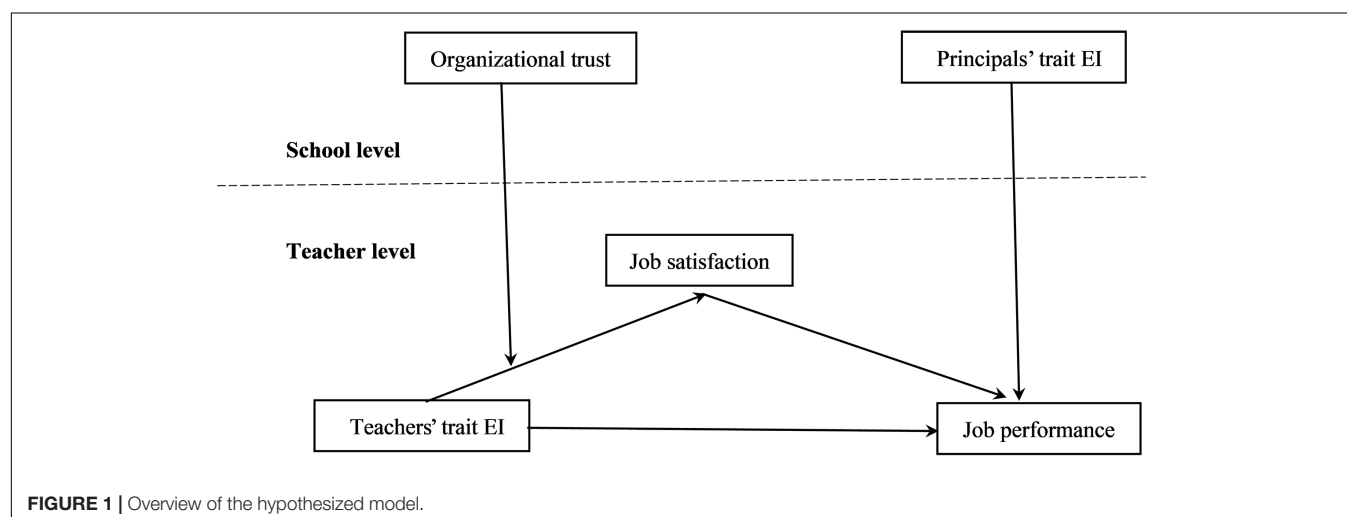 Organizational trust
Principals’ trait EI
School level
Teacher level
Job satisfaction
Teachers’ trait EI
Job performance
FIGURE 1 | Overview of the hypothesized model.